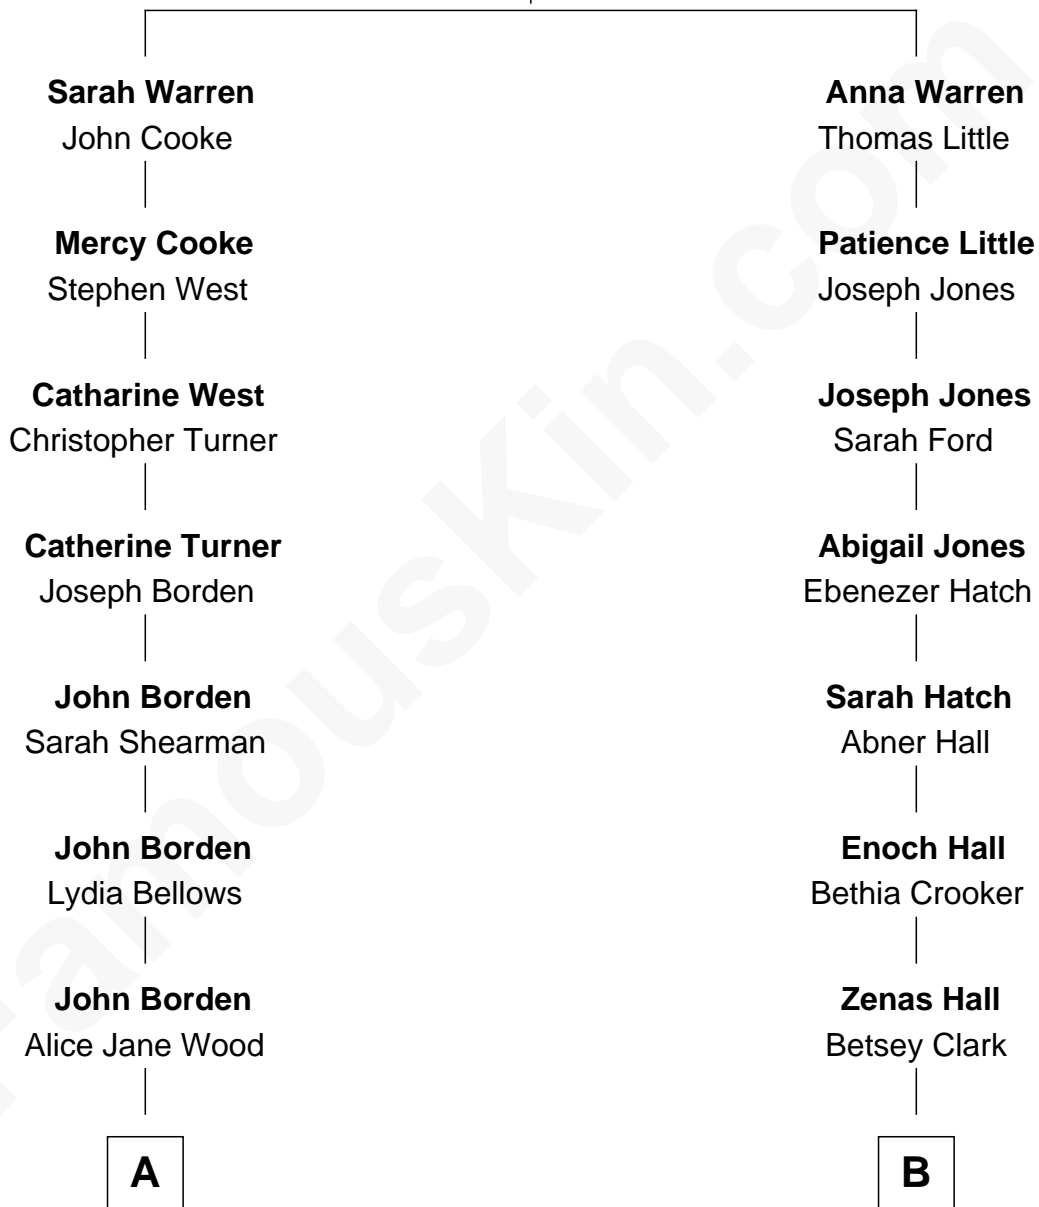 Sarah Warren
John Cooke
Mercy Cooke
Stephen West
Catharine West
Christopher Turner
Catherine Turner
Joseph Borden
John Borden
Sarah Shearman
John Borden
Lydia Bellows
John Borden
Alice Jane Wood
A
Anna Warren
Thomas Little
Patience Little
Joseph Jones
Joseph Jones
Sarah Ford
Abigail Jones
Ebenezer Hatch
Sarah Hatch
Abner Hall
Enoch Hall
Bethia Crooker
Zenas Hall
Betsey Clark
B
FamousKin.com